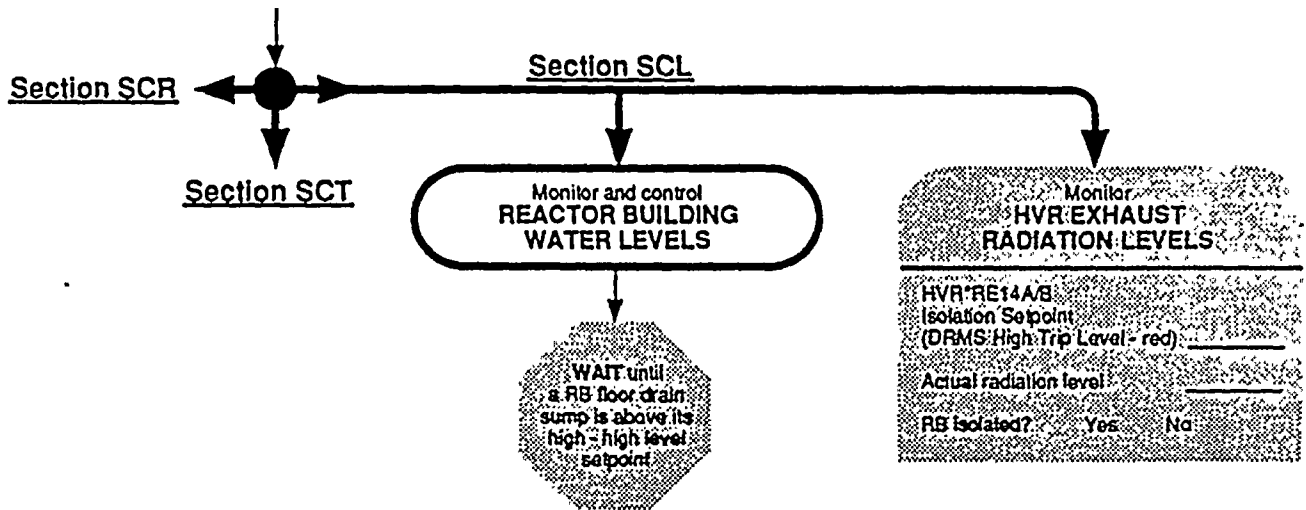 Section SCL
Section SCR
Section SCT
Monitor and control
REACTOR BUILDING
WATER LEVELS
WAIT until
a RB floor drain
sump is above its
high - high level
setpoint
Monitor
HVR EXHAUST
RADIATION LEVELS
HVR*RE14A/B
Isolation Setpoint
(DRMS High Trip Level - red)
Actual radiation level
RB isolated? Yes No